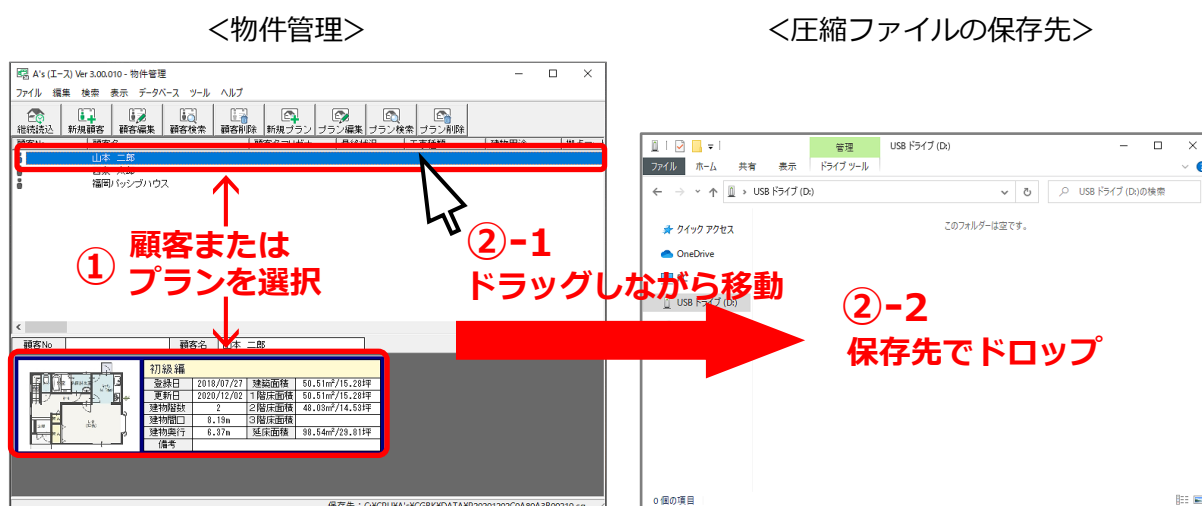 <物件管理>
<圧縮ファイルの保存先>
A's (エース) Ver 3.00.010 - 物件管理
ファイル 編集 検索 表示 データベース ツール ヘルプ
継続読込 新規顧客 顧客編集 顧客検索 顧客削除 新規プラン プラン編集 プラン検索 プラン削除
山本 二郎
福岡パッシブハウス
① 顧客または
プランを選択
②-1
ドラッグしながら移動
顧客No 顧客名 山本 二郎
初級編
登録日 2018/07/27 建築面積 50.51㎡/15.28坪
更新日 2020/12/02 1階床面積 50.51㎡/15.28坪
建物階数 2 2階床面積 48.03㎡/14.53坪
建物間口 8.19m 3階床面積
建物奥行 6.37m 延床面積 98.54㎡/29.81坪
備考
管理 USB ドライブ (D:)
ファイル ホーム 共有 表示 ドライブ ツール
USB ドライブ (D:)
USB ドライブ (D:)の検索
クイック アクセス
このフォルダーは空です。
OneDrive
USB ドライブ (D:)
②-2
保存先でドロップ
0 個の項目